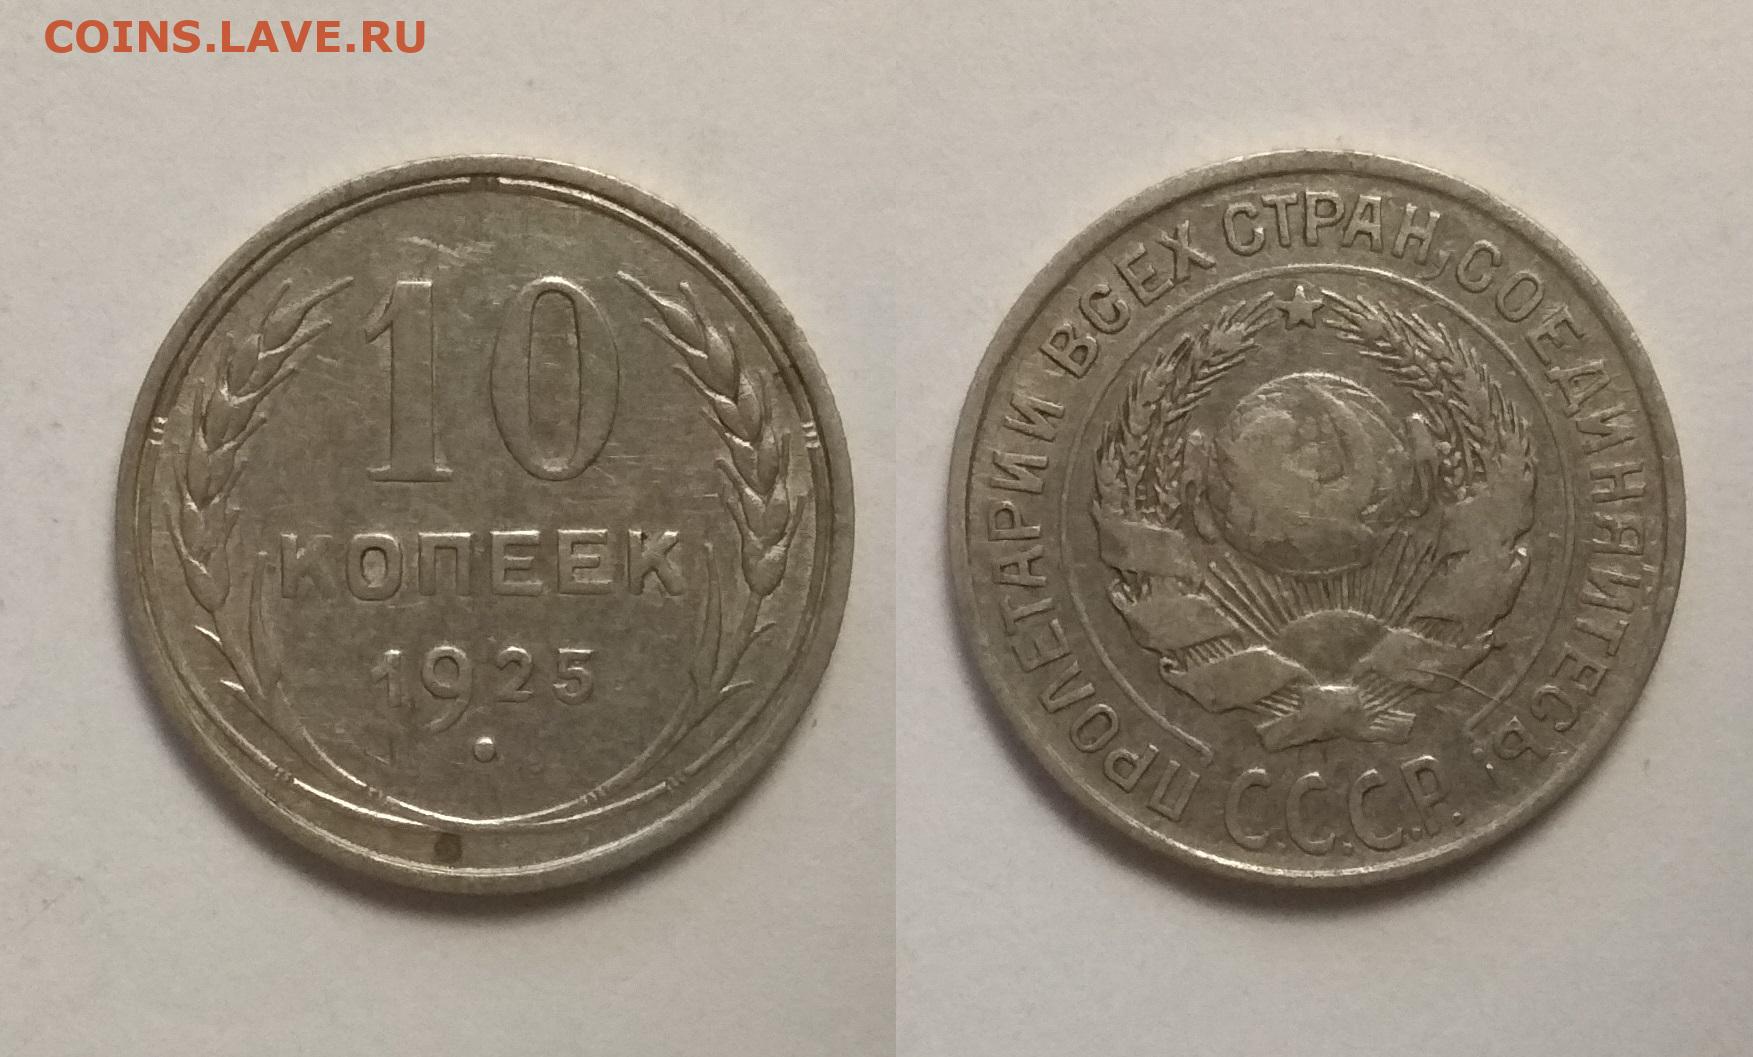 COINS.LAVE.RU
10
КОПЕЕК
1925
ПРОЛЕТАРИИ ВСЕХ СТРАН, СОЕДИНЯЙТЕСЬ!
С.С.С.Р.